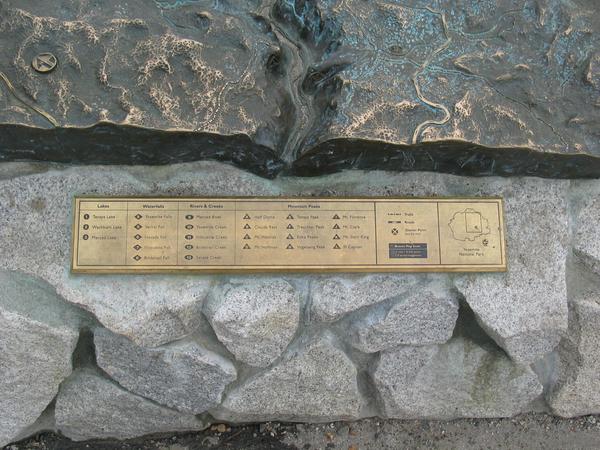 Lakes
Tenaya Lake
Washburn Lake
Merced Lake
Waterfalls
Yosemite Falls
Vernal Fall
Nevada Fall
Bridalveil Fall
Rivers & Creeks
Merced River
Yosemite Creek
Illilouette Creek
Bridalveil Creek
Tenaya Creek
Mountain Peaks
Half Dome
Clouds Rest
Mt. Watkins
Mt. Hoffman
Tenaya Peak
Tresidder Peak
Echo Peaks
Vogelsang Peak
Mt. Florence
Mt. Clark
Mt. Starr King
El Capitan
Trails
Roads
Glacier Point
Yosemite
National Park